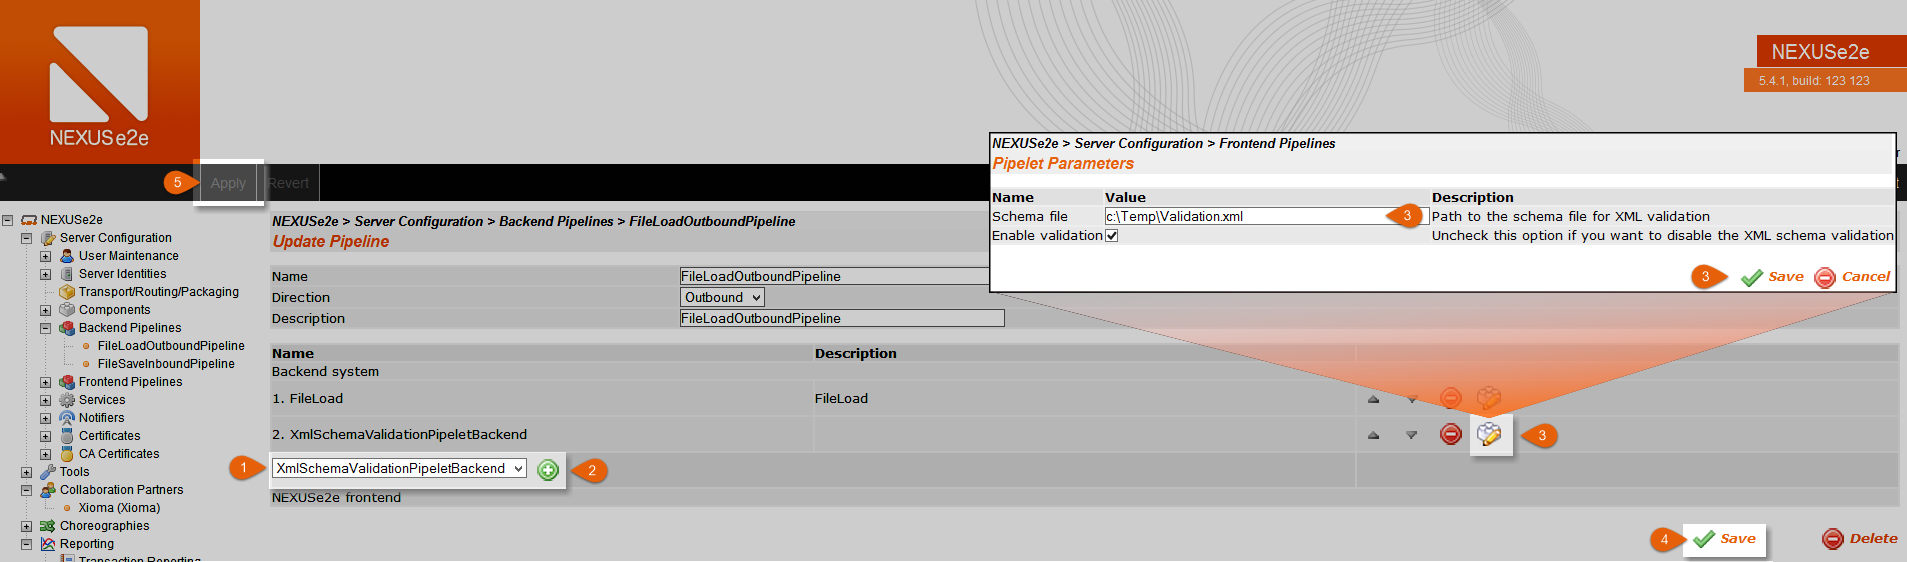 NEXUSe2e
NEXUSe2e
5.4.1, build: 123 123
5 Apply Revert
NEXUSe2e > Server Configuration > Frontend Pipelines
Pipelet Parameters
Name Value Description
Schema file c:\Temp\Validation.xml 3 Path to the schema file for XML validation
Enable validation Uncheck this option if you want to disable the XML schema validation
3 Save Cancel
NEXUSe2e
Server Configuration
User Maintenance
Server Identities
Transport/Routing/Packaging
Components
Backend Pipelines
FileLoadOutboundPipeline
FileSaveInboundPipeline
Frontend Pipelines
Services
Notifiers
Certificates
CA Certificates
Tools
Collaboration Partners
Xioma (Xioma)
Choreographies
Reporting
Transaction Reporting
NEXUSe2e > Server Configuration > Backend Pipelines > FileLoadOutboundPipeline
Update Pipeline
Name FileLoadOutboundPipeline
Direction Outbound
Description FileLoadOutboundPipeline
Name Description
Backend system
1. FileLoad FileLoad
2. XmlSchemaValidationPipeletBackend 3
1 XmlSchemaValidationPipeletBackend 2
NEXUSe2e frontend
4 Save Delete